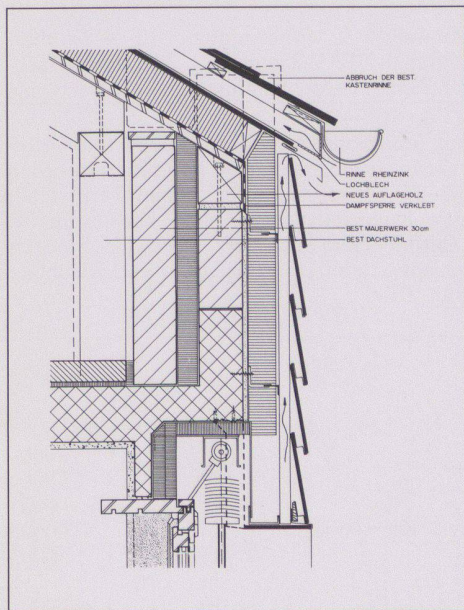 ABBRUCH DER BEST.
KASTENRINNE
RINNE RHEINZINK
LOCHBLECH
NEUES AUFLAGEHOLZ
DAMPFSPERRE VERKLEBT
BEST MAUERWERK 30cm
BEST DACHSTUHL